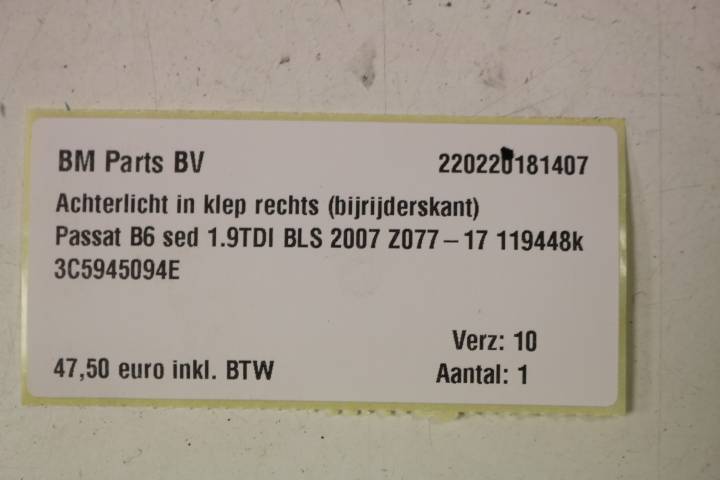 BM Parts BV 220220181407
Achterlicht in klep rechts (bijrijderskant)
Passat B6 sed 1.9TDI BLS 2007 Z077-17 119448k
3C5945094E
Verz: 10
47,50 euro inkl. BTW Aantal: 1